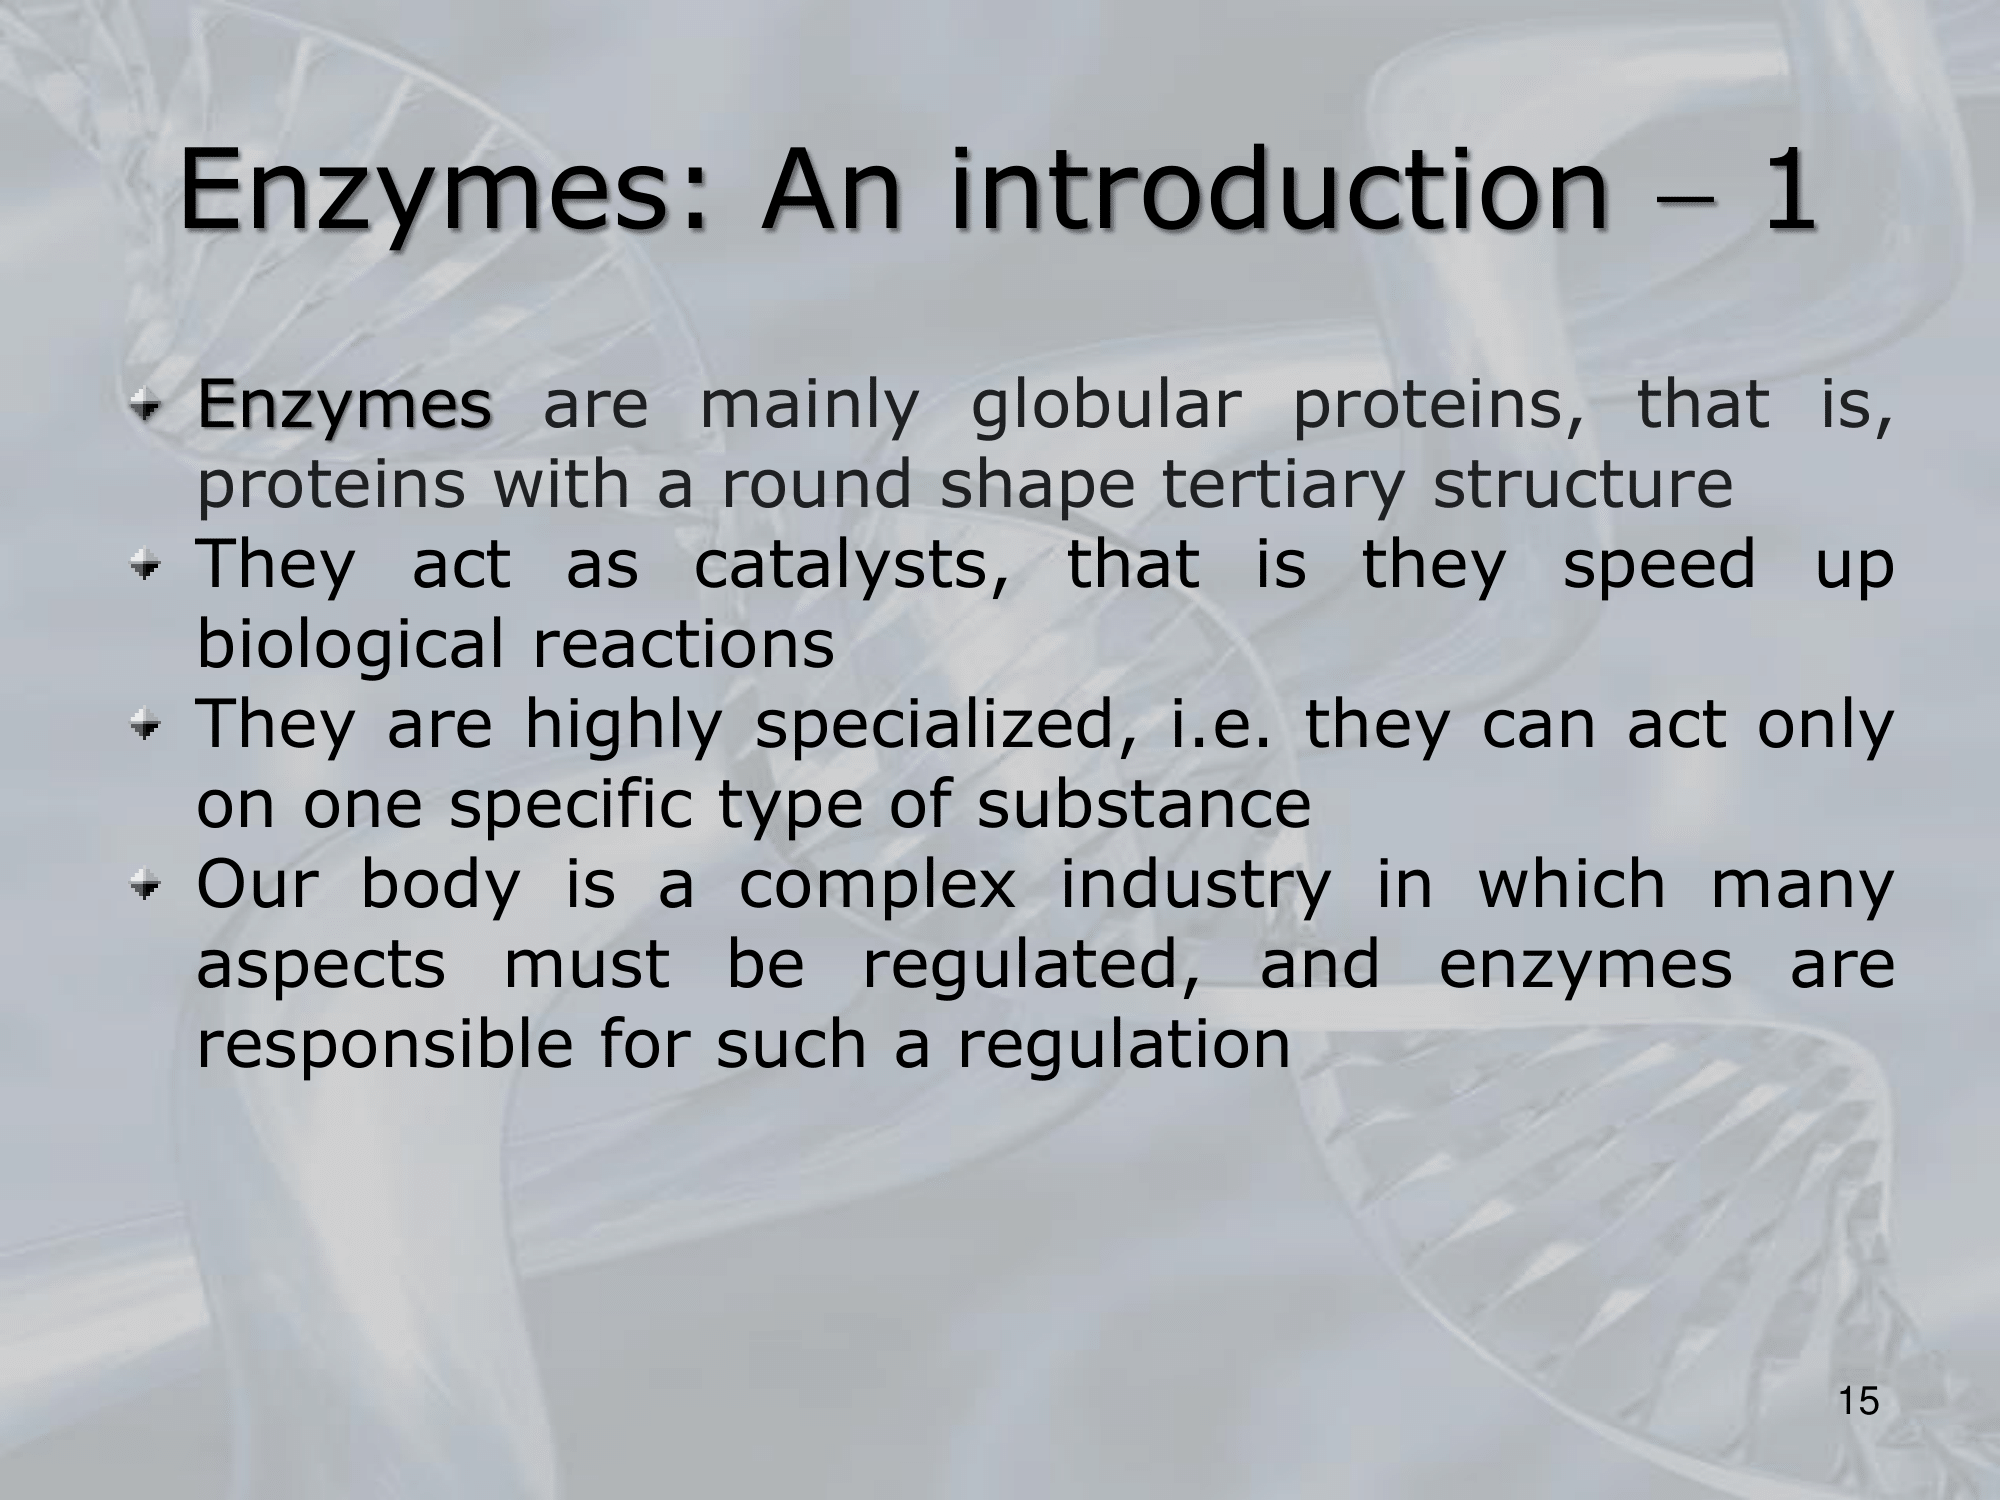 Enzymes: An introduction – 1
Enzymes are mainly globular proteins, that is,
proteins with a round shape tertiary structure
They act as catalysts, that is they speed up
biological reactions
They are highly specialized, i.e. they can act only
on one specific type of substance
Our body is a complex industry in which many
aspects must be regulated, and enzymes are
responsible for such a regulation
15